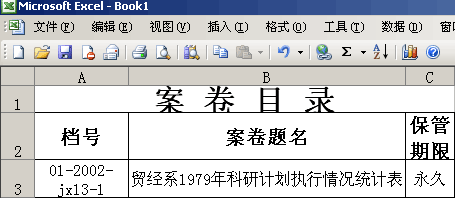 Microsoft Excel - Book1
文件(F) 编辑(E) 视图(V) 插入(I) 格式(O) 工具(T) 数据(D)
Σ
A B C
1 案 卷 目 录
2 档号 案卷题名 保管
期限
3 01-2002-
jx13-1 贸经系1979年科研计划执行情况统计表 永久